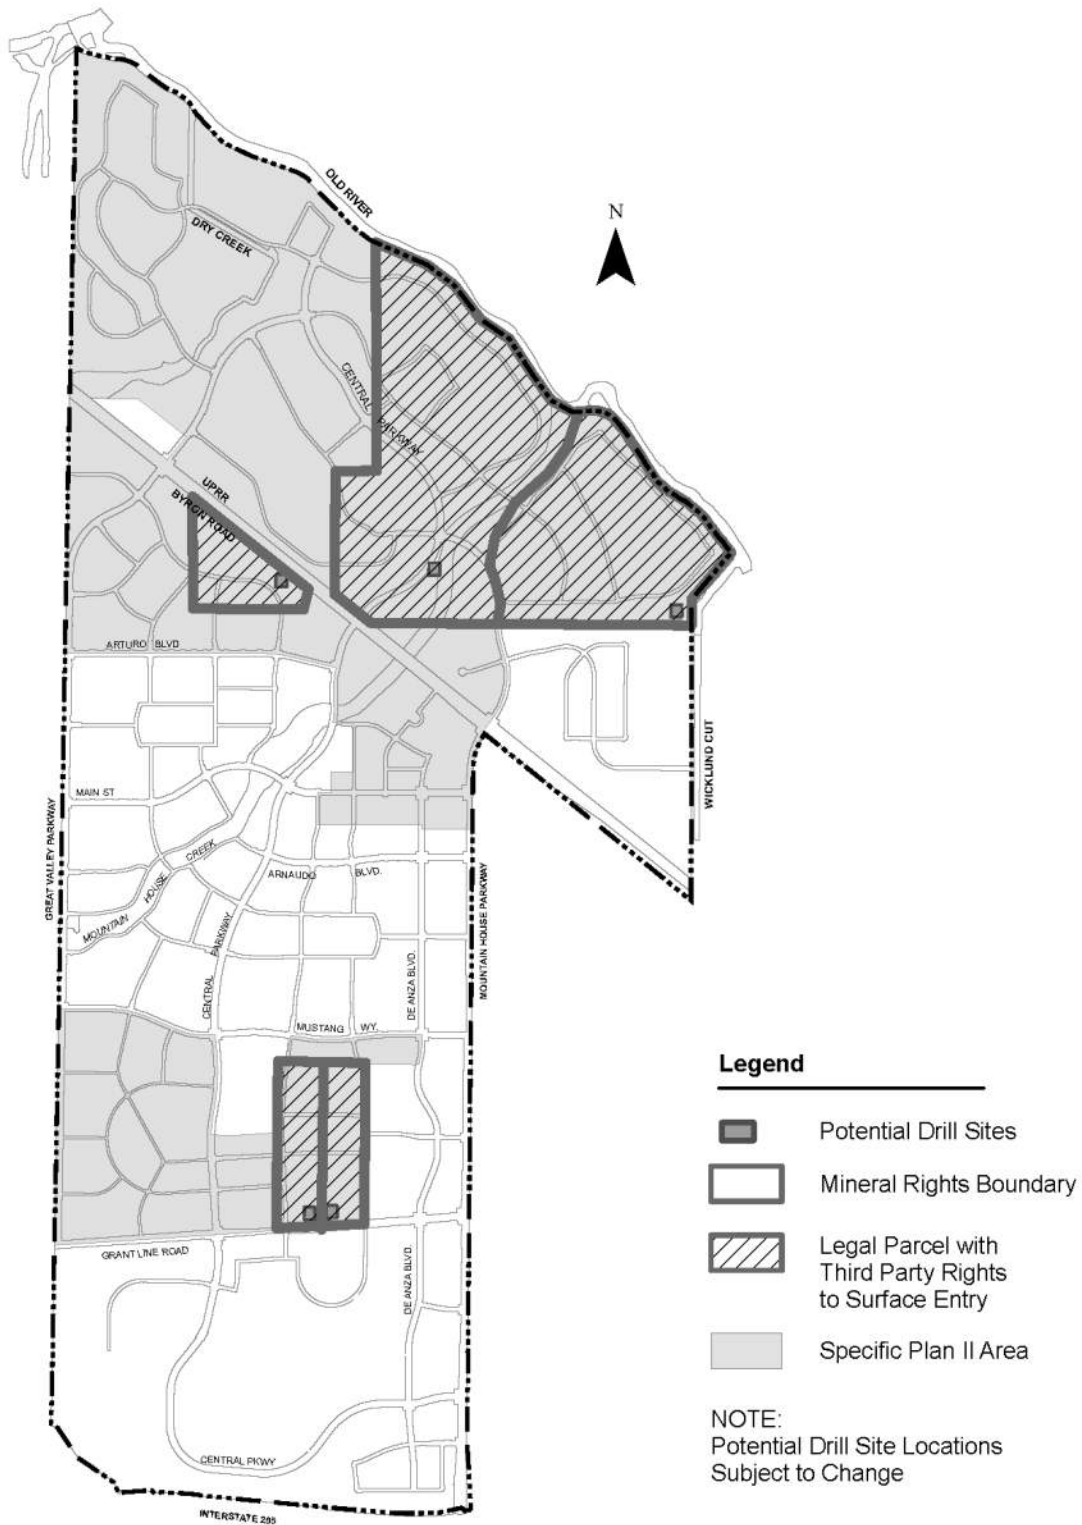 OLD RIVER
N
DRY CREEK
CENTRAL
PARKWAY
UPRR
BYRON ROAD
ARTURO BLVD
WICKLUND CUT
MAIN ST
GREAT VALLEY PARKWAY
MOUNTAIN HOUSE CREEK
ARNAUDO BLVD.
CENTRAL PARKWAY
MOUNTAIN HOUSE PARKWAY
DE ANZA BLVD.
MUSTANG WY.
GRANT LINE ROAD
DE ANZA BLVD.
CENTRAL PKWY
INTERSTATE 205
Legend
Potential Drill Sites
Mineral Rights Boundary
Legal Parcel with
Third Party Rights
to Surface Entry
Specific Plan II Area
NOTE:
Potential Drill Site Locations
Subject to Change